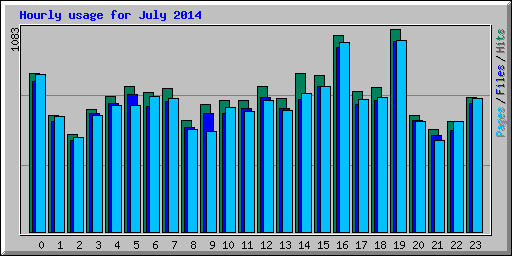 Hourly usage for July 2014
1083
Pages / Files / Hits
0 1 2 3 4 5 6 7 8 9 10 11 12 13 14 15 16 17 18 19 20 21 22 23